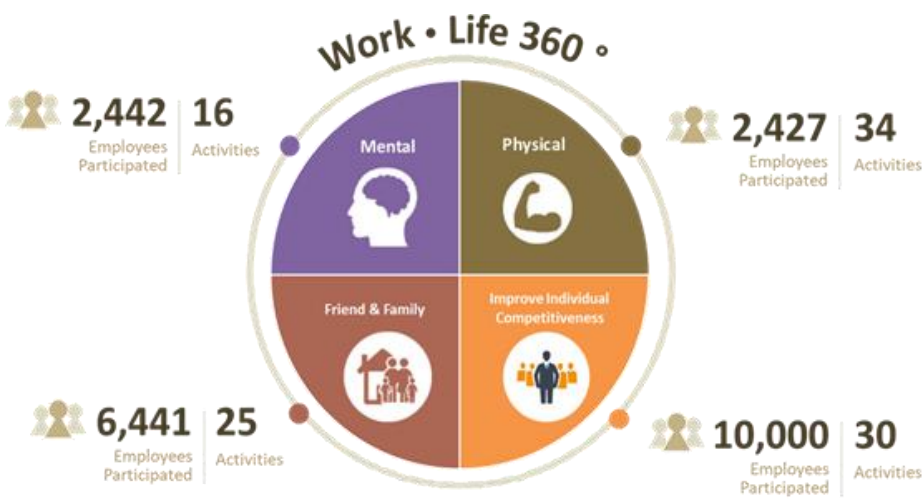 Work • Life 360 °
2,442
16
Employees
Participated
Activities
Mental
Physical
2,427
34
Employees
Participated
Activities
Friend & Family
Improve Individual
Competitiveness
6,441
25
Employees
Participated
Activities
10,000
30
Employees
Participated
Activities